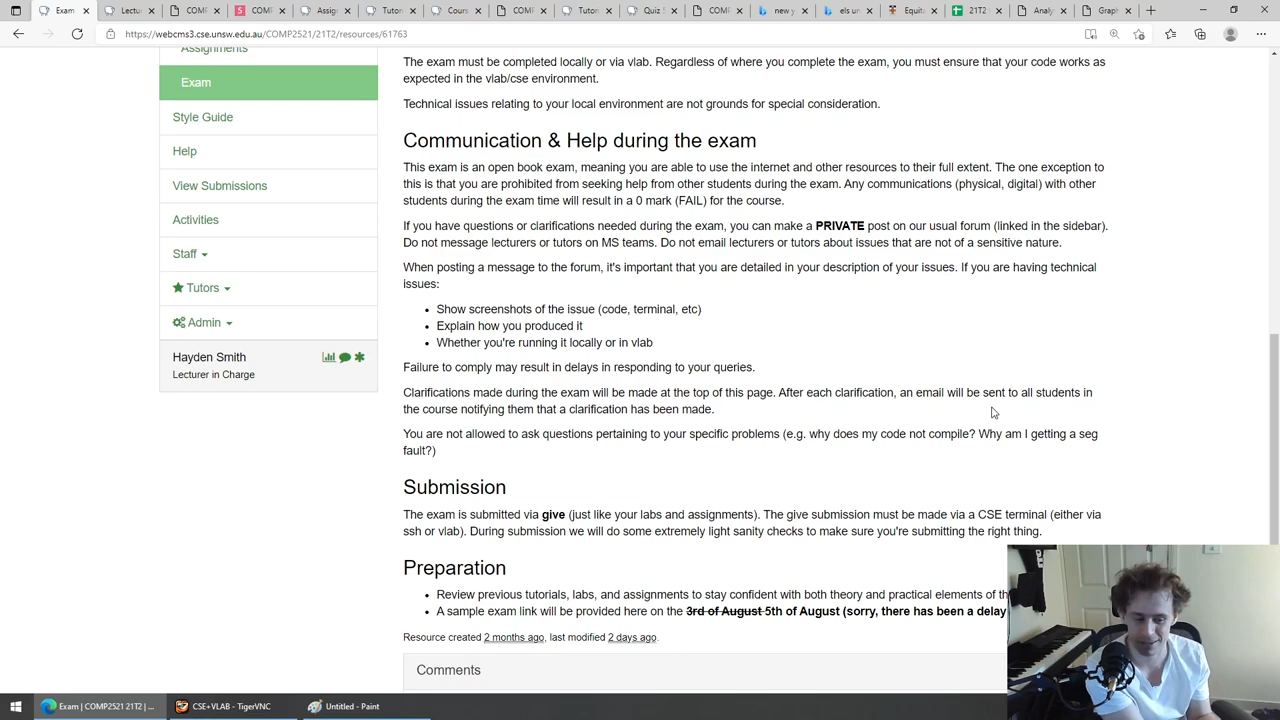 Exam
Lectu
COMP
COMP
Assig
Tutor
Cours
COMP
Tutor
Quiz
COMP
new y
els un
Equita
21T2
Analy
Graph
https://webcms3.cse.unsw.edu.au/COMP2521/21T2/resources/61763
Assignments
Exam
Style Guide
Help
View Submissions
Activities
Staff
Tutors
Admin
Hayden Smith
Lecturer in Charge
The exam must be completed locally or via vlab. Regardless of where you complete the exam, you must ensure that your code works as
expected in the vlab/cse environment.
Technical issues relating to your local environment are not grounds for special consideration.
Communication & Help during the exam
This exam is an open book exam, meaning you are able to use the internet and other resources to their full extent. The one exception to
this is that you are prohibited from seeking help from other students during the exam. Any communications (physical, digital) with other
students during the exam time will result in a 0 mark (FAIL) for the course.
If you have questions or clarifications needed during the exam, you can make a PRIVATE post on our usual forum (linked in the sidebar).
Do not message lecturers or tutors on MS teams. Do not email lecturers or tutors about issues that are not of a sensitive nature.
When posting a message to the forum, it's important that you are detailed in your description of your issues. If you are having technical
issues:
• Show screenshots of the issue (code, terminal, etc)
• Explain how you produced it
• Whether you're running it locally or in vlab
Failure to comply may result in delays in responding to your queries.
Clarifications made during the exam will be made at the top of this page. After each clarification, an email will be sent to all students in
the course notifying them that a clarification has been made.
You are not allowed to ask questions pertaining to your specific problems (e.g. why does my code not compile? Why am I getting a seg
fault?)
Submission
The exam is submitted via give (just like your labs and assignments). The give submission must be made via a CSE terminal (either via
ssh or vlab). During submission we will do some extremely light sanity checks to make sure you're submitting the right thing.
Preparation
• Review previous tutorials, labs, and assignments to stay confident with both theory and practical elements of th
• A sample exam link will be provided here on the 3rd of August 5th of August (sorry, there has been a delay
Resource created 2 months ago, last modified 2 days ago.
Comments
Exam | COMP2521 21T2 | ...
CSE+VLAB - TigerVNC
Untitled - Paint